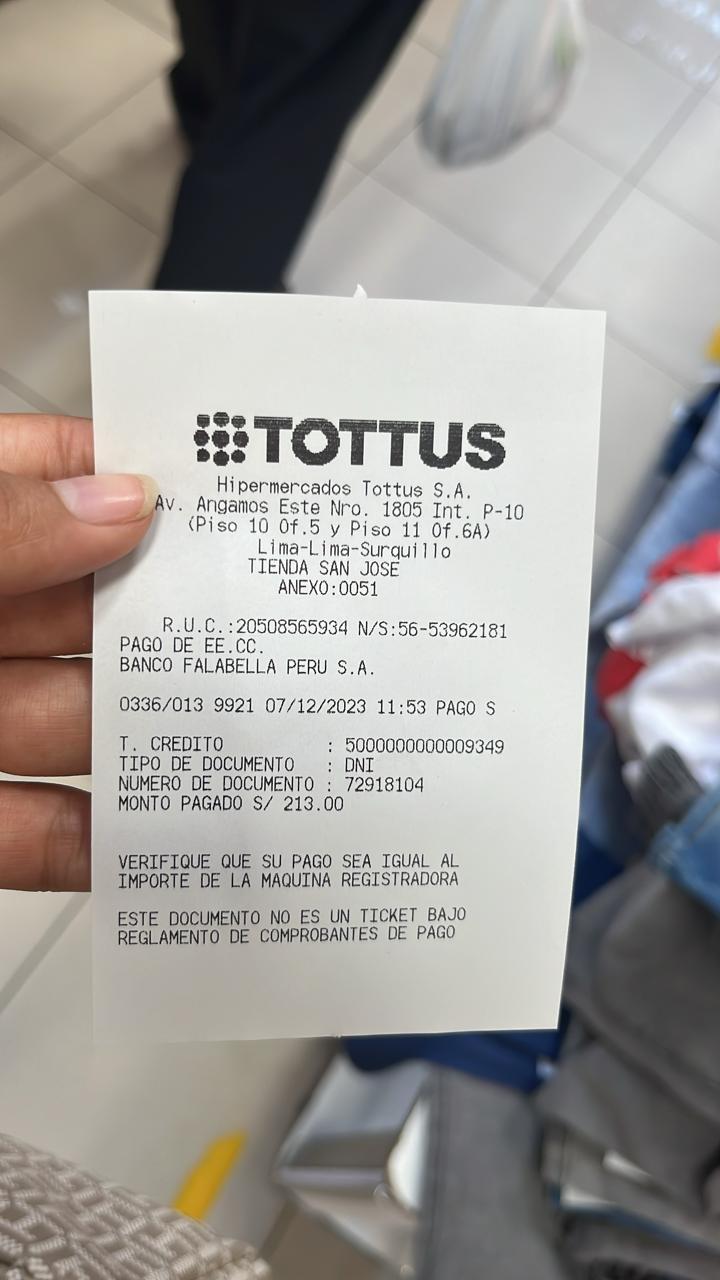 TOTTUS
Hipermercados Tottus S.A.
Av. Angamos Este Nro. 1805 Int. P-10
(Piso 10 Of.5 y Piso 11 Of.6A)
Lima-Lima-Surquillo
TIENDA SAN JOSE
ANEXO:0051
R.U.C.:20508565934 N/S:56-53962181
PAGO DE EE.CC.
BANCO FALABELLA PERU S.A.
0336/013 9921 07/12/2023 11:53 PAGO S
T. CREDITO : 5000000000009349
TIPO DE DOCUMENTO : DNI
NUMERO DE DOCUMENTO : 72918104
MONTO PAGADO S/ 213.00
VERIFIQUE QUE SU PAGO SEA IGUAL AL
IMPORTE DE LA MAQUINA REGISTRADORA
ESTE DOCUMENTO NO ES UN TICKET BAJO
REGLAMENTO DE COMPROBANTES DE PAGO